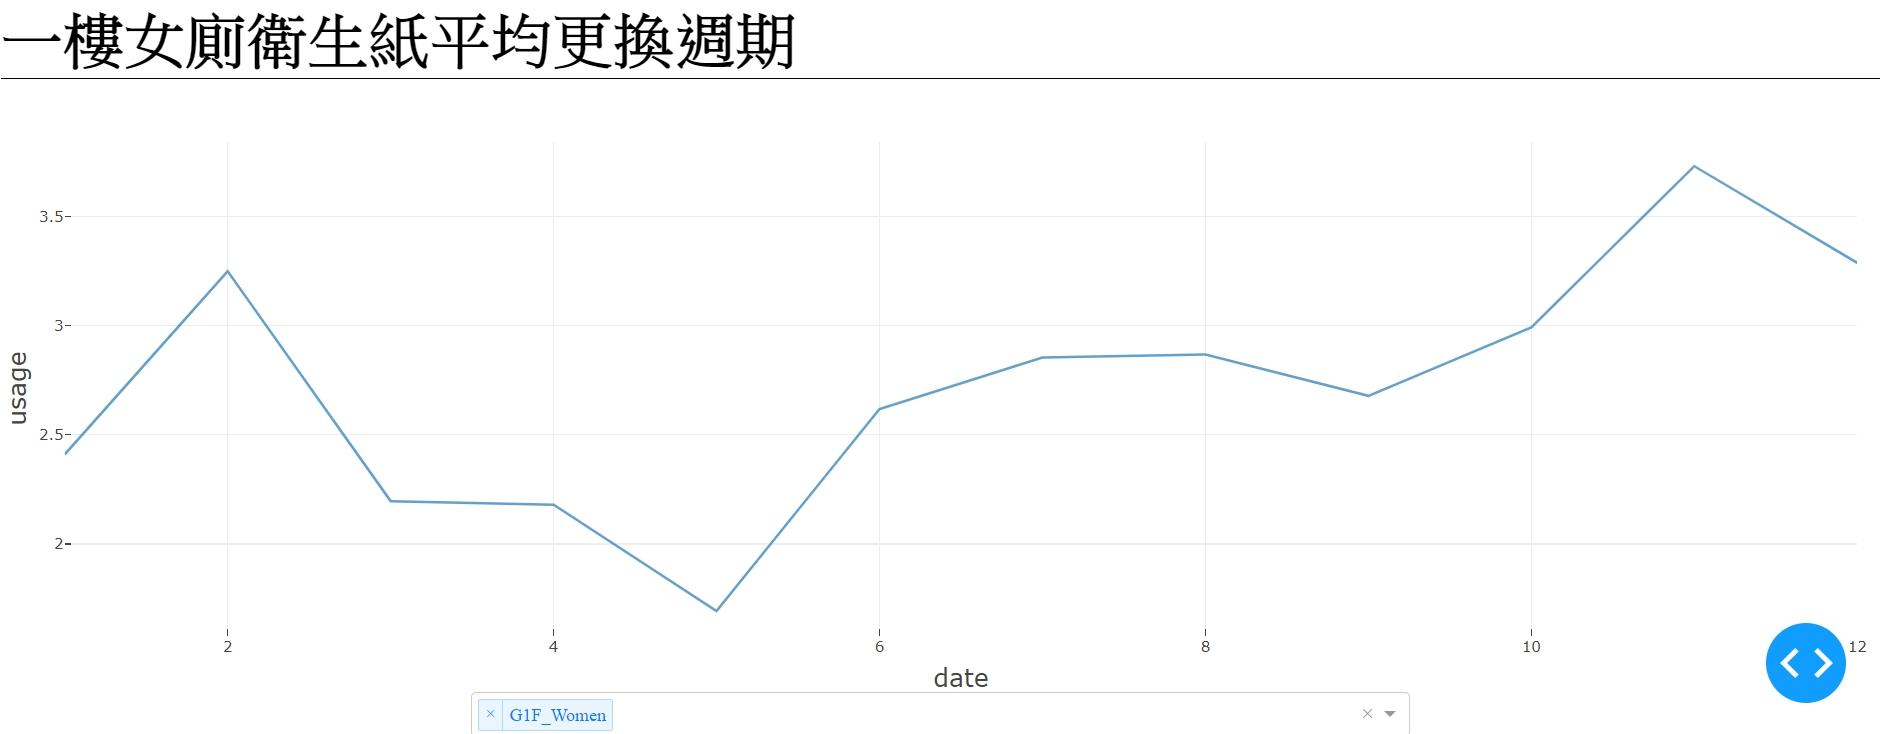 一樓女廁衛生紙平均更換週期
3.5
3
2.5
2
usage
2 4 6 8 10 12
date
× G1F_Women ×